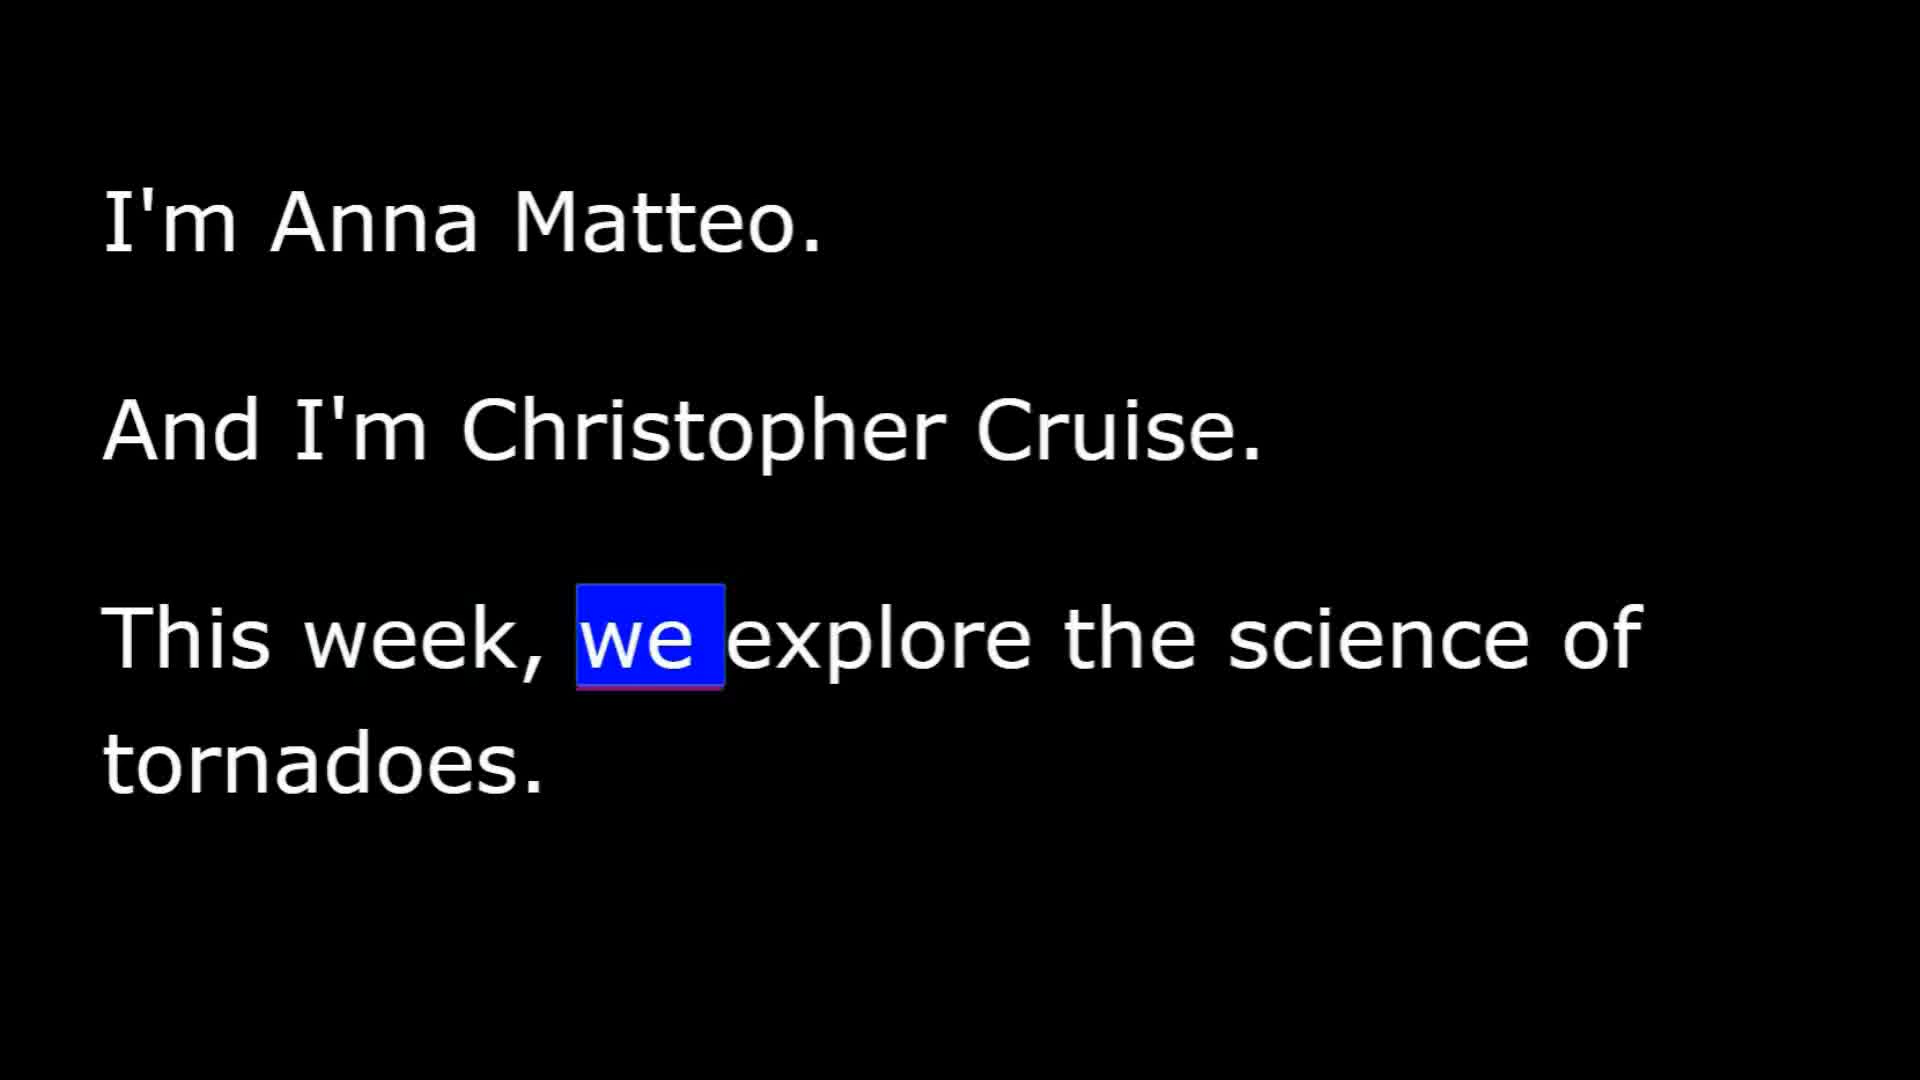 I'm Anna Matteo.
And I'm Christopher Cruise.
This week, we explore the science of
tornadoes.